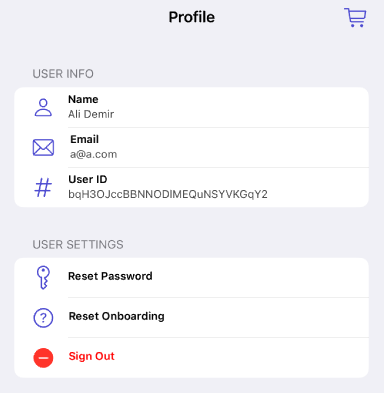 Profile
USER INFO
Name
Ali Demir
Email
a@a.com
User ID
bqH3OJccBBNNODIMEQuNSYVKGqY2
USER SETTINGS
Reset Password
Reset Onboarding
Sign Out